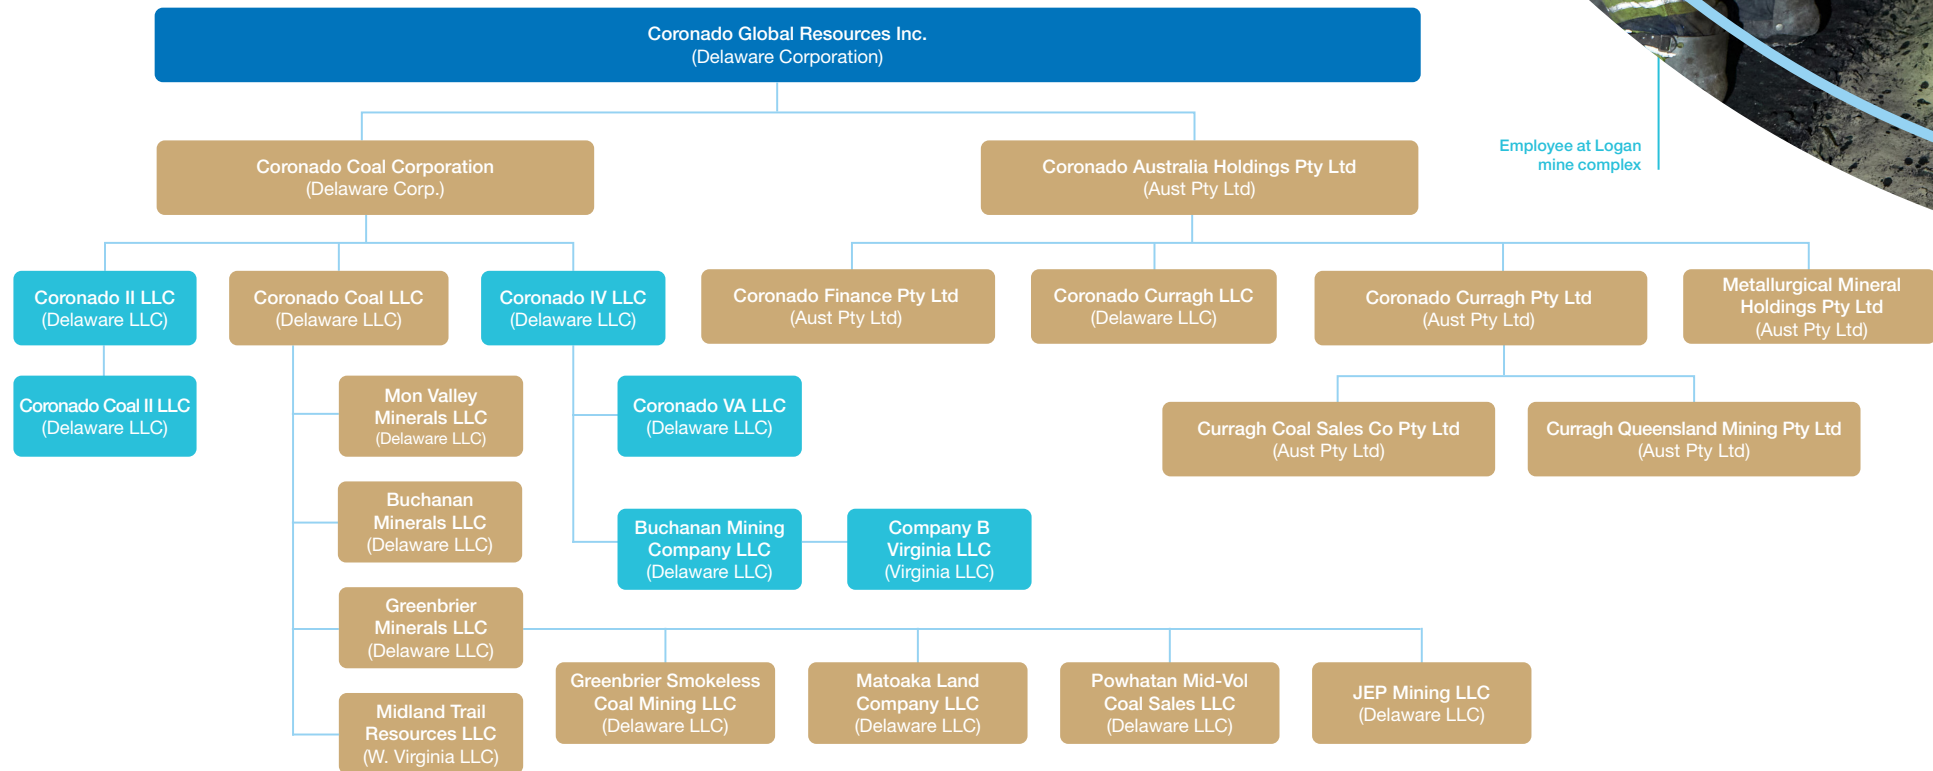 Coronado Global Resources Inc.
(Delaware Corporation)
Employee at Logan
mine complex
Coronado Coal Corporation
(Delaware Corp.)
Coronado Australia Holdings Pty Ltd
(Aust Pty Ltd)
Coronado II LLC
(Delaware LLC)
Coronado Coal LLC
(Delaware LLC)
Coronado IV LLC
(Delaware LLC)
Coronado Finance Pty Ltd
(Aust Pty Ltd)
Coronado Curragh LLC
(Delaware LLC)
Coronado Curragh Pty Ltd
(Aust Pty Ltd)
Metallurgical Mineral
Holdings Pty Ltd
(Aust Pty Ltd)
Coronado Coal II LLC
(Delaware LLC)
Mon Valley
Minerals LLC
(Delaware LLC)
Coronado VA LLC
(Delaware LLC)
Curragh Coal Sales Co Pty Ltd
(Aust Pty Ltd)
Curragh Queensland Mining Pty Ltd
(Aust Pty Ltd)
Buchanan
Minerals LLC
(Delaware LLC)
Buchanan Mining
Company LLC
(Delaware LLC)
Company B
Virginia LLC
(Virginia LLC)
Greenbrier
Minerals LLC
(Delaware LLC)
Greenbrier Smokeless
Coal Mining LLC
(Delaware LLC)
Matoaka Land
Company LLC
(Delaware LLC)
Powhatan Mid-Vol
Coal Sales LLC
(Delaware LLC)
JEP Mining LLC
(Delaware LLC)
Midland Trail
Resources LLC
(W. Virginia LLC)